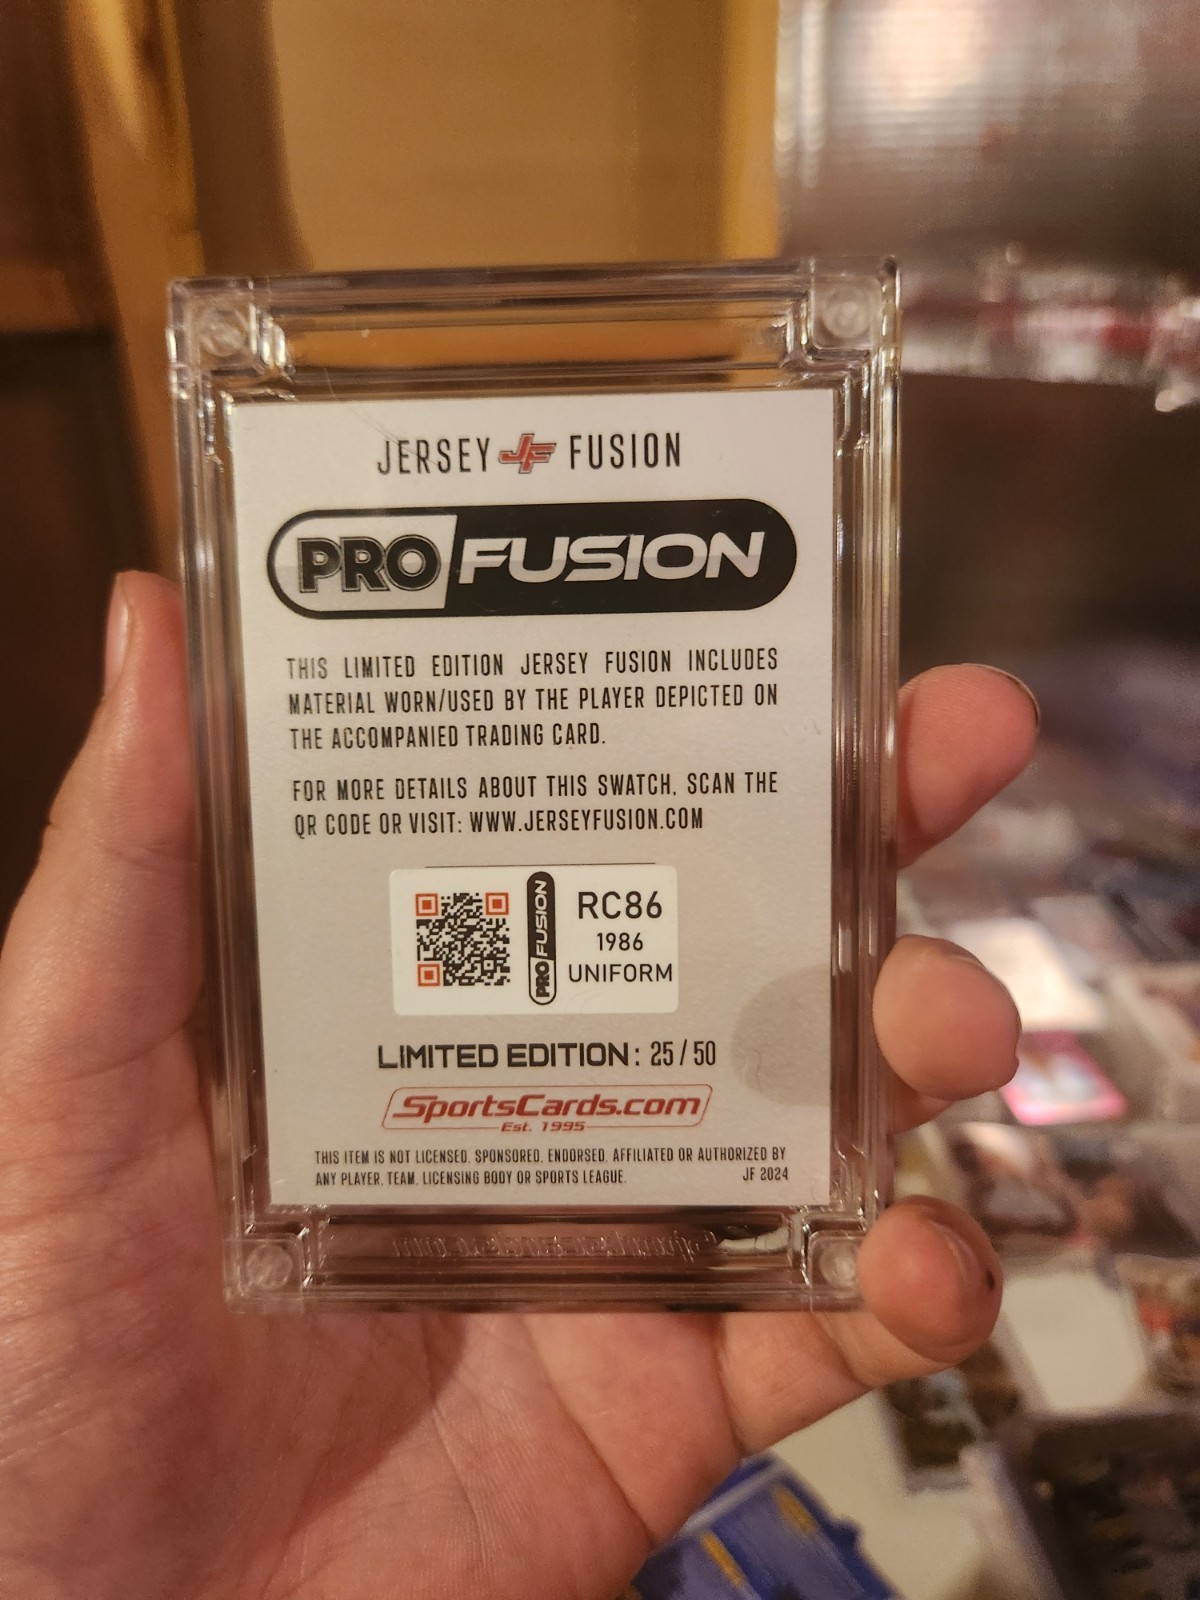 JERSEY JF FUSION
PRO FUSION
THIS LIMITED EDITION JERSEY FUSION INCLUDES
MATERIAL WORN/USED BY THE PLAYER DEPICTED ON
THE ACCOMPANIED TRADING CARD.
FOR MORE DETAILS ABOUT THIS SWATCH, SCAN THE
QR CODE OR VISIT: WWW.JERSEYFUSION.COM
PRO FUSION
RC86
1986
UNIFORM
LIMITED EDITION: 25 / 50
SportsCards.com
Est. 1995
THIS ITEM IS NOT LICENSED, SPONSORED, ENDORSED, AFFILIATED OR AUTHORIZED BY
ANY PLAYER, TEAM, LICENSING BODY OR SPORTS LEAGUE.
JF 2024